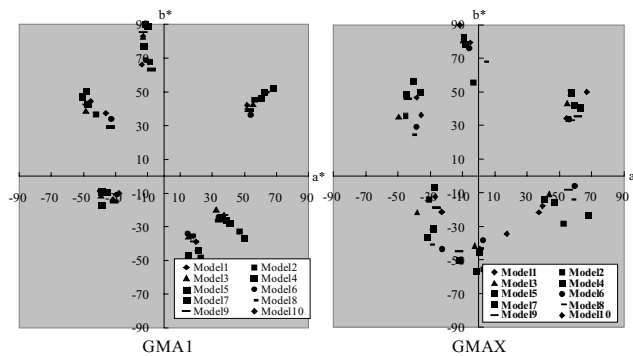 b* b*
90 90
70 70
50 50
30 30
10 10
a* a
-90 -70 -50 -30 -10 10 30 50 70 90 -90 -70 -50 -30 -10 10 30 50 70 90
-30 -30
-50 -50
-70 -70
-90 -90
Model1 Model2 Model1 Model2
Model3 Model4 Model3 Model4
Model5 Model6 Model5 Model6
Model7 Model8 Model7 Model8
Model9 Model10 Model9 Model10
GMA1 GMAX